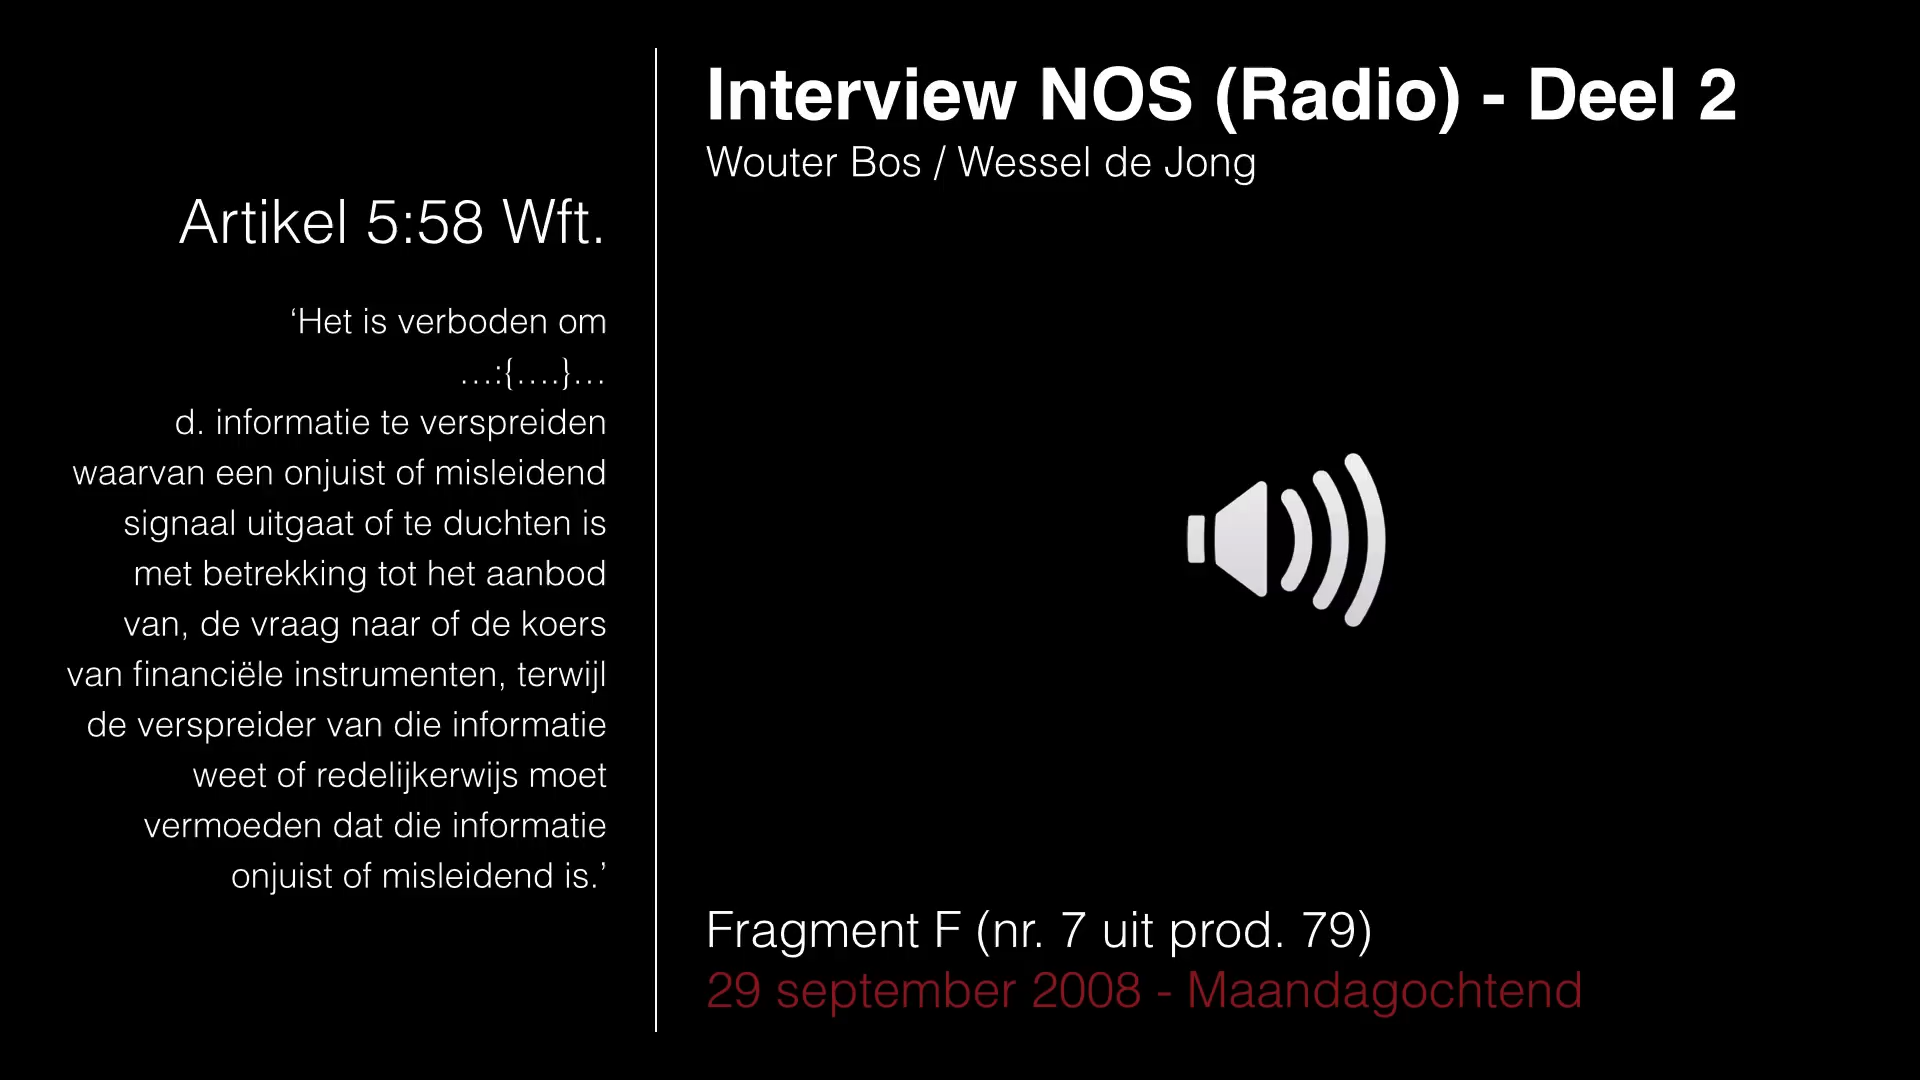 Artikel 5:58 Wft.
‘Het is verboden om
…:{….}…
d. informatie te verspreiden
waarvan een onjuist of misleidend
signaal uitgaat of te duchten is
met betrekking tot het aanbod
van, de vraag naar of de koers
van financiële instrumenten, terwijl
de verspreider van die informatie
weet of redelijkerwijs moet
vermoeden dat die informatie
onjuist of misleidend is.’
Interview NOS (Radio) - Deel 2
Wouter Bos / Wessel de Jong
Fragment F (nr. 7 uit prod. 79)
29 september 2008 - Maandagochtend